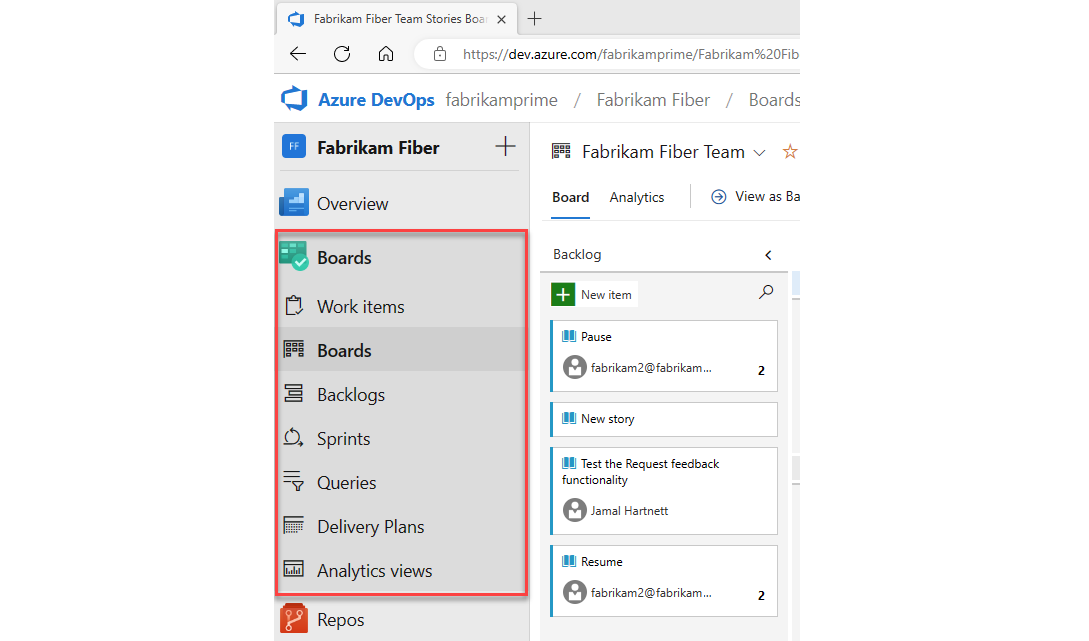 Fabrikam Fiber Team Stories Boa
https://dev.azure.com/fabrikamprime/Fabrikam%20Fib
Azure DevOps fabrikamprime / Fabrikam Fiber / Boards
FF Fabrikam Fiber
Overview
Boards
Work items
Boards
Backlogs
Sprints
Queries
Delivery Plans
Analytics views
Repos
Fabrikam Fiber Team
Board Analytics View as Ba
Backlog
New item
Pause
fabrikam2@fabrikam... 2
New story
Test the Request feedback
functionality
Jamal Hartnett
Resume
fabrikam2@fabrikam... 2